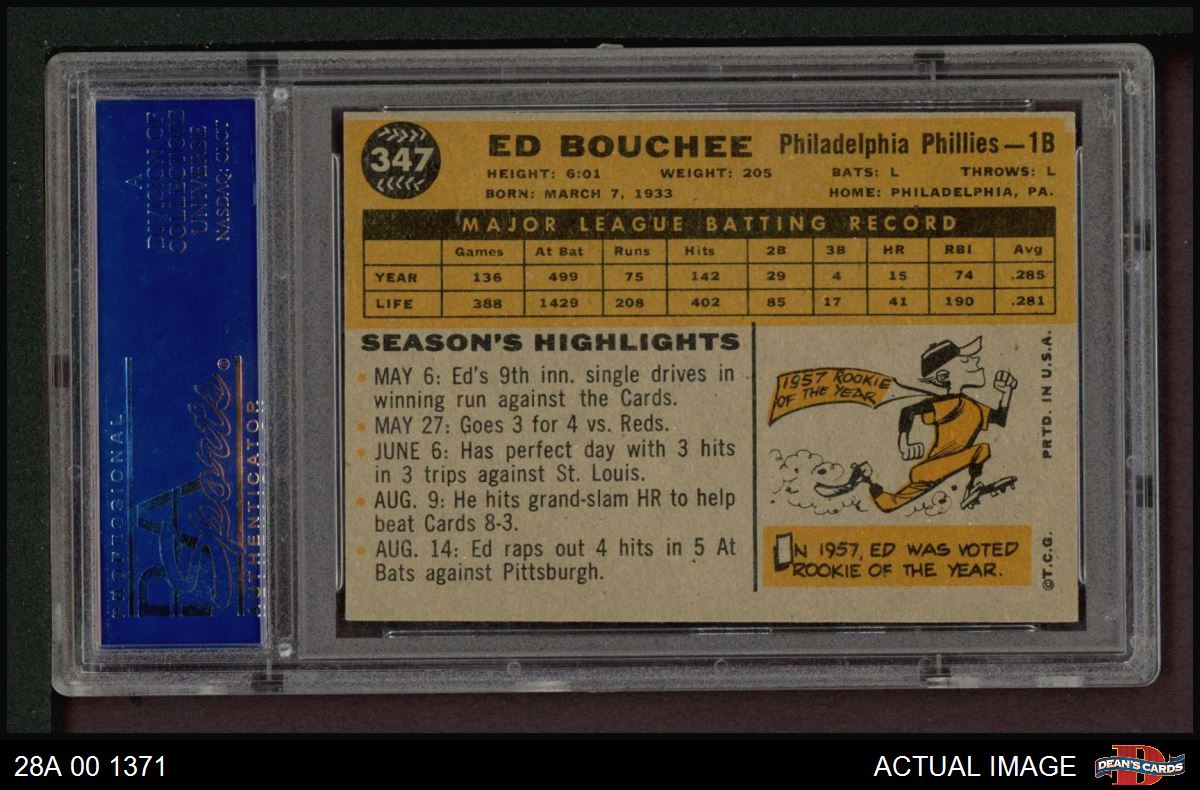 A
DIVISION OF
COLLECTORS
UNIVERSE
NASDAQ: CLCT
PROFESSIONAL
PSA
Sports®
AUTHENTICATOR
347
ED BOUCHEE Philadelphia Phillies—1B
HEIGHT: 6:01 WEIGHT: 205 BATS: L THROWS: L
BORN: MARCH 7, 1933 HOME: PHILADELPHIA, PA.
MAJOR LEAGUE BATTING RECORD
Games At Bat Runs Hits 2B 3B HR RBI Avg
YEAR 136 499 75 142 29 4 15 74 .285
LIFE 388 1429 208 402 85 17 41 190 .281
SEASON'S HIGHLIGHTS
• MAY 6: Ed's 9th inn. single drives in
winning run against the Cards.
• MAY 27: Goes 3 for 4 vs. Reds.
• JUNE 6: Has perfect day with 3 hits
in 3 trips against St. Louis.
• AUG. 9: He hits grand-slam HR to help
beat Cards 8-3.
• AUG. 14: Ed raps out 4 hits in 5 At
Bats against Pittsburgh.
1957 ROOKIE
OF THE YEAR
IN 1957, ED WAS VOTED
ROOKIE OF THE YEAR.
©T.C.G. PRTD. IN U.S.A.
28A 00 1371
ACTUAL IMAGE
DEAN'S CARDS